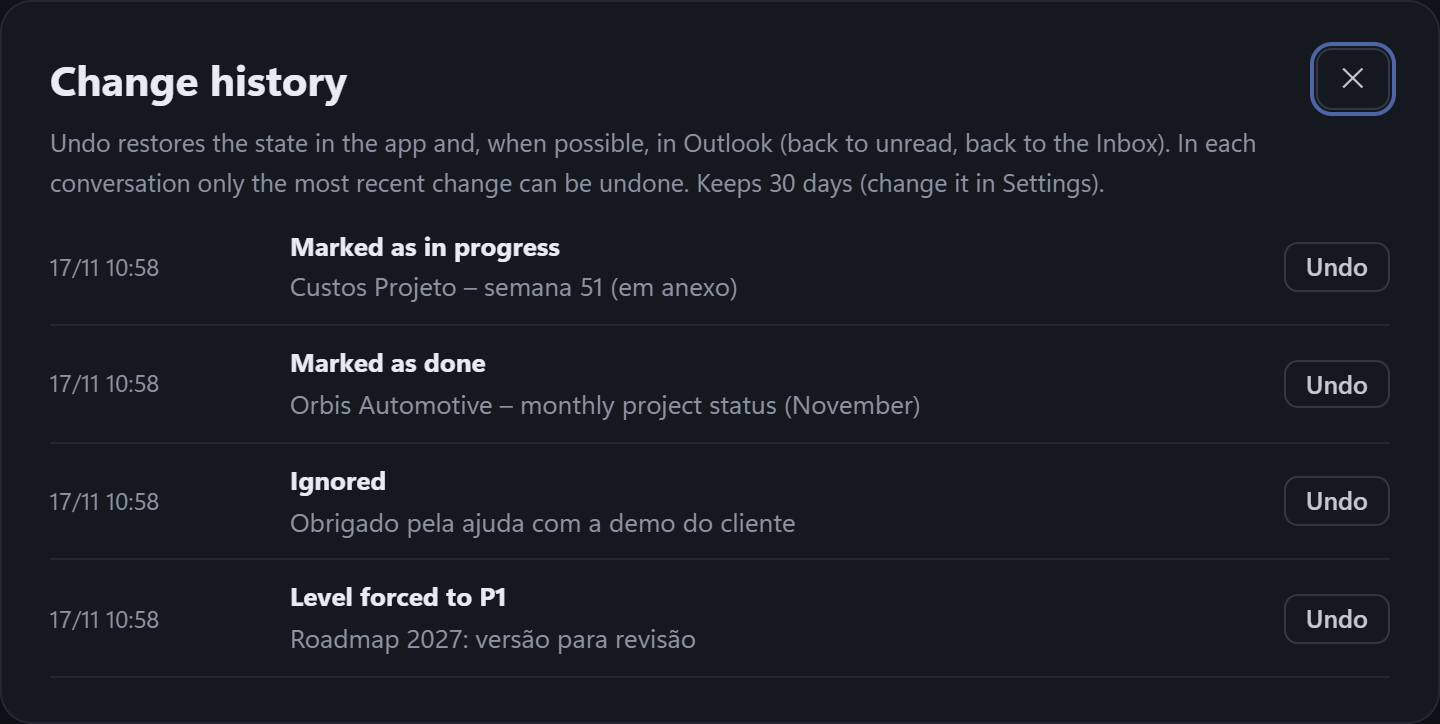 Change history
Undo restores the state in the app and, when possible, in Outlook (back to unread, back to the Inbox). In each
conversation only the most recent change can be undone. Keeps 30 days (change it in Settings).
17/11 10:58
Marked as in progress
Custos Projeto – semana 51 (em anexo)
Undo
17/11 10:58
Marked as done
Orbis Automotive – monthly project status (November)
Undo
17/11 10:58
Ignored
Obrigado pela ajuda com a demo do cliente
Undo
17/11 10:58
Level forced to P1
Roadmap 2027: versão para revisão
Undo